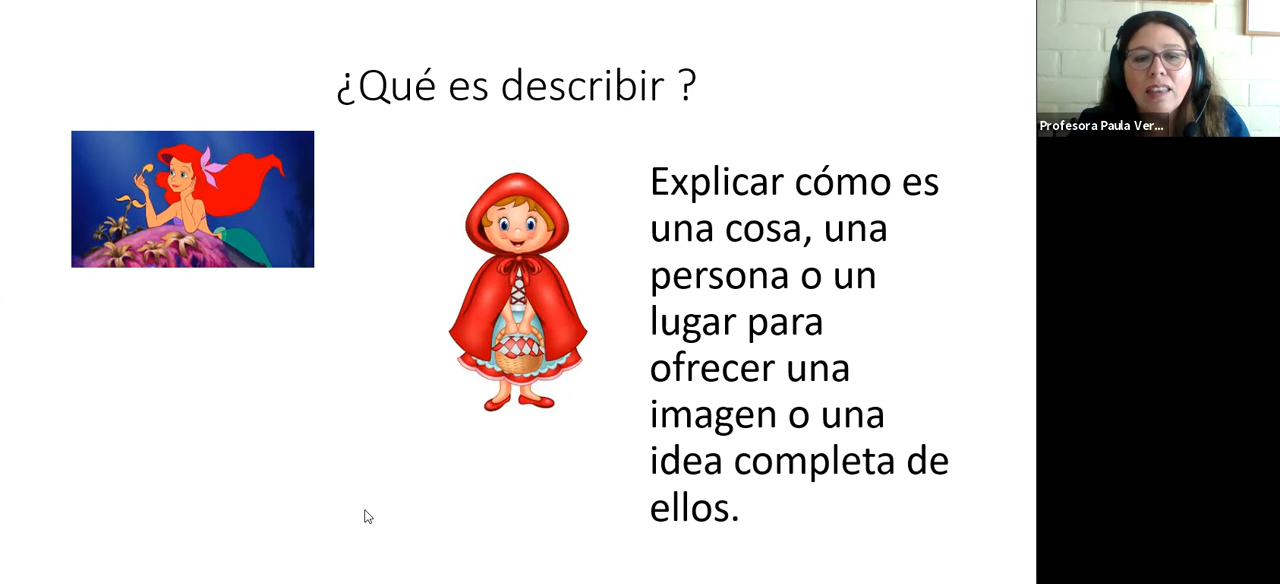 ¿Qué es describir ?
Explicar cómo es
una cosa, una
persona o un
lugar para
ofrecer una
imagen o una
idea completa de
ellos.
Profesora Paula Ver...